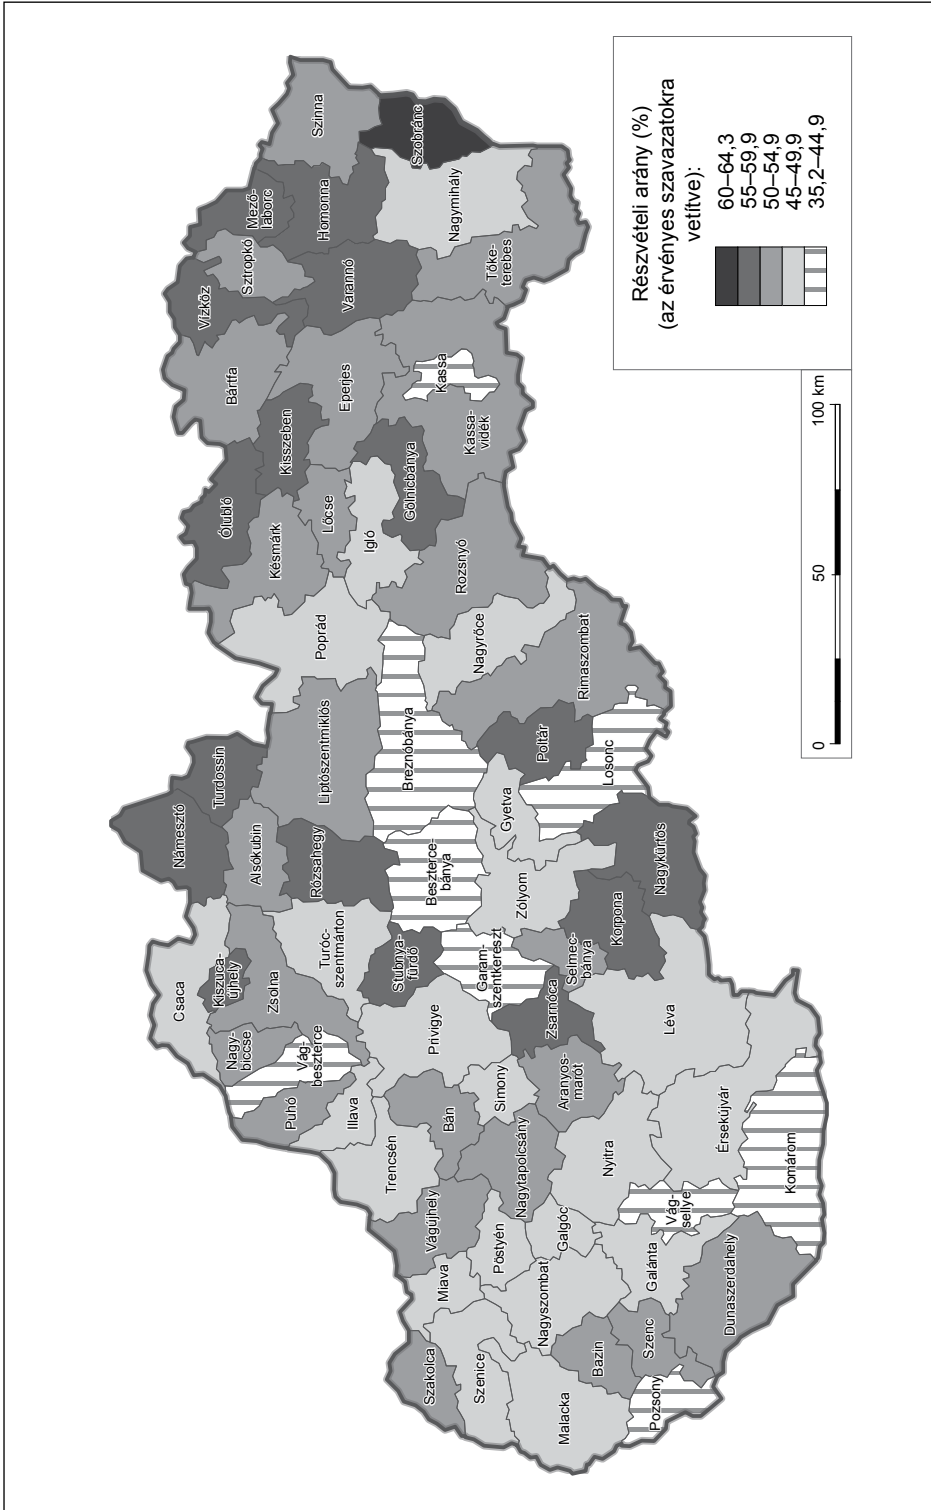 Szinna
Szobránc
Mező-
laborc
Homonna
Nagymihály
Sztropkó
Vízköz
Varannó
Tőke-
terebes
Bártfa
Eperjes
Kassa
Kisszeben
Kassa-
vidék
Gölnicbánya
Ólubló
Lőcse
Igló
Késmárk
Rozsnyó
Poprád
Nagyrőce
Rimaszombat
Liptószentmiklós
Breznóbánya
Poltár
Losonc
Turdossin
Námesztó
Alsókubin
Rózsahegy
Gyetva
Beszterce-
bánya
Zólyom
Nagykürtös
Korpona
Csaca
Kiszuca-
újhely
Zsolna
Turóc-
szentmárton
Stubnya-
fürdő
Garam-
szentkereszt
Selmec-
bánya
Zsarnóca
Léva
Nagy-
biccse
Vág-
beszterce
Privigye
Puhó
Illava
Simony
Aranyos-
marót
Trencsén
Bán
Nagytapolcsány
Nyitra
Érsekújvár
Komárom
Vágújhely
Pöstyén
Galgóc
Vág-
sellye
Miava
Nagyszombat
Galánta
Dunaszerdahely
Szakolca
Szenice
Malacka
Bazin
Szenc
Pozsony
Részvételi arány (%)
(az érvényes szavazatokra
vetítve):
60–64,3
55–59,9
50–54,9
45–49,9
35,2–44,9
0
50
100 km